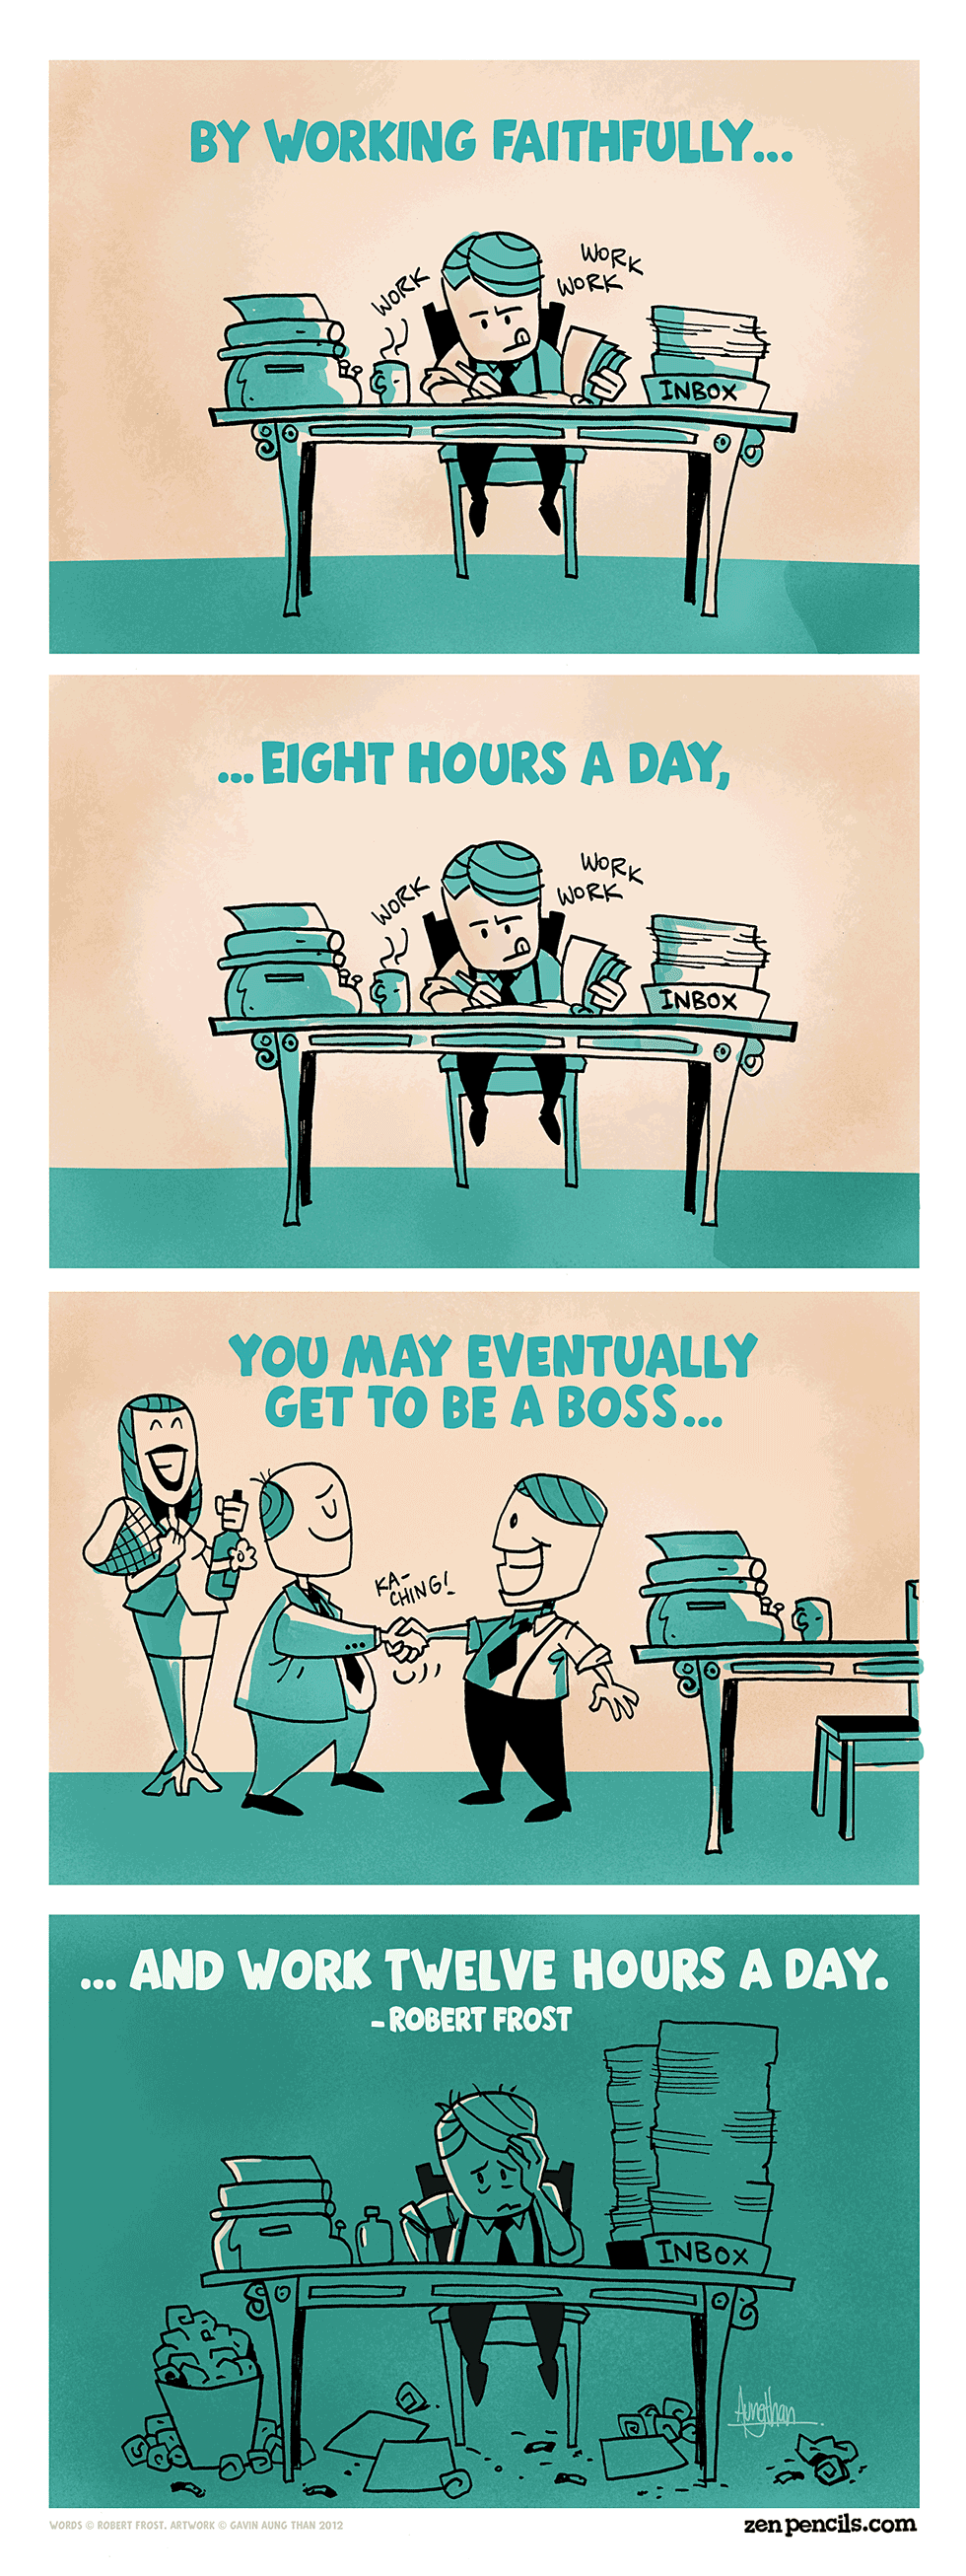 BY WORKING FAITHFULLY...
WORK
WORK
WORK
INBOX
...EIGHT HOURS A DAY,
WORK
WORK
WORK
INBOX
YOU MAY EVENTUALLY
GET TO BE A BOSS...
KA-
CHING!
... AND WORK TWELVE HOURS A DAY.
- ROBERT FROST
INBOX
Aungthan
WORDS © ROBERT FROST. ARTWORK © GAVIN AUNG THAN 2012
zenpencils.com